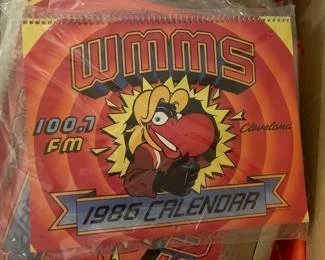 WMMS
100.7
FM
Cleveland
1986 CALENDAR